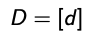 D = [d]